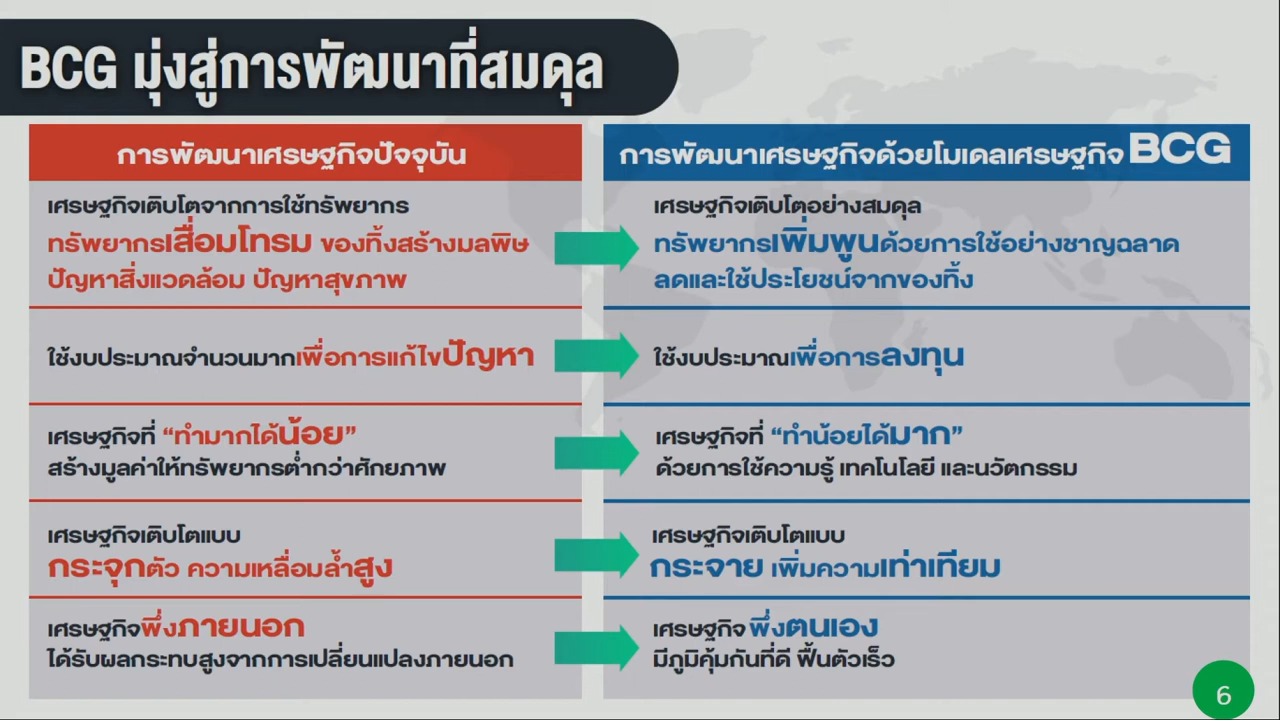 BCG มุ่งสู่การพัฒนาที่สมดุล
การพัฒนาเศรษฐกิจปัจจุบัน
เศรษฐกิจเติบโตจากการใช้ทรัพยากร
ทรัพยากรเสื่อมโทรม ของทิ้งสร้างมลพิษ
ปัญหาสิ่งแวดล้อม ปัญหาสุขภาพ
ใช้งบประมาณจำนวนมากเพื่อการแก้ไขปัญหา
เศรษฐกิจที่ “ทำมากได้น้อย”
สร้างมูลค่าให้ทรัพยากรต่ำกว่าศักยภาพ
เศรษฐกิจเติบโตแบบ
กระจุกตัว ความเหลื่อมล้ำสูง
เศรษฐกิจพึ่งภายนอก
ได้รับผลกระทบสูงจากการเปลี่ยนแปลงภายนอก
การพัฒนาเศรษฐกิจด้วยโมเดลเศรษฐกิจ BCG
เศรษฐกิจเติบโตอย่างสมดุล
ทรัพยากรเพิ่มพูนด้วยการใช้อย่างชาญฉลาด
ลดและใช้ประโยชน์จากของทิ้ง
ใช้งบประมาณเพื่อการลงทุน
เศรษฐกิจที่ “ทำน้อยได้มาก”
ด้วยการใช้ความรู้ เทคโนโลยี และนวัตกรรม
เศรษฐกิจเติบโตแบบ
กระจาย เพิ่มความเท่าเทียม
เศรษฐกิจ พึ่งตนเอง
มีภูมิคุ้มกันที่ดี ฟื้นตัวเร็ว
6